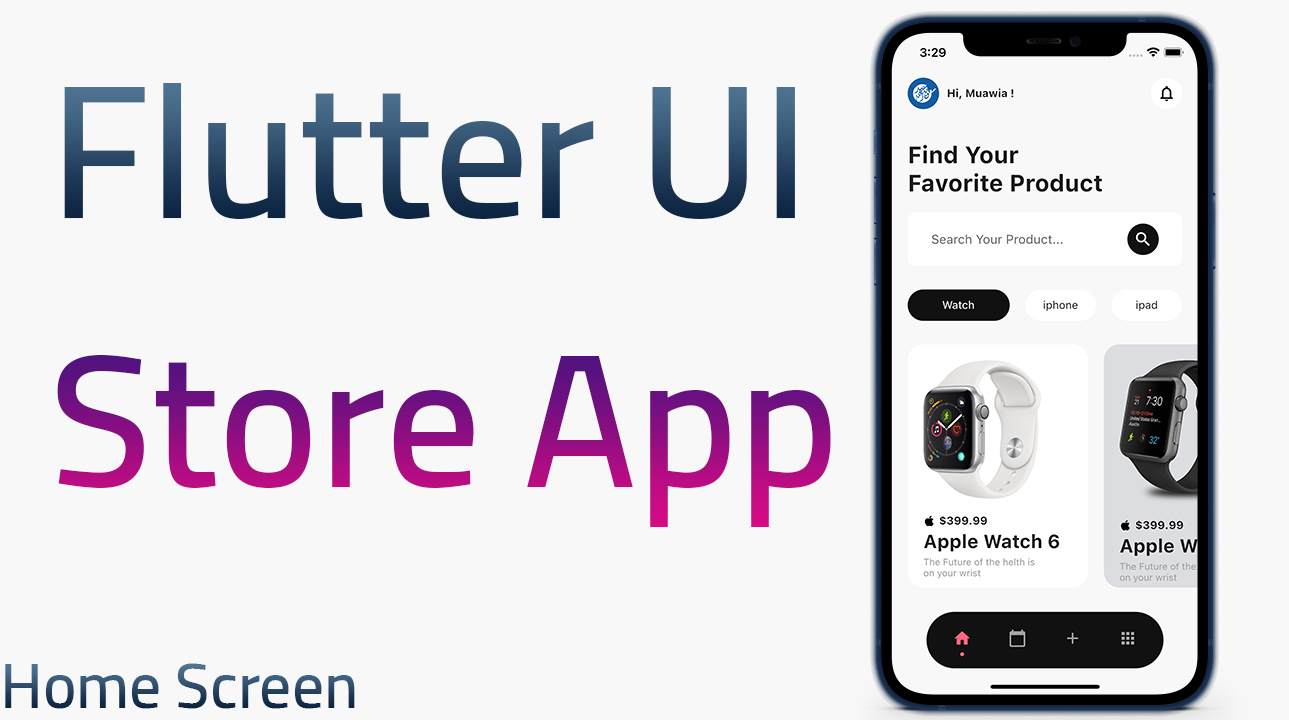 Flutter UI
Store App
Home Screen
3:29
Hi, Muawia !
Find Your
Favorite Product
Search Your Product...
Watch
iphone
ipad
$399.99
Apple Watch 6
The Future of the helth is
on your wrist
7:30
$399.99
Apple W
The Future of the
on your wrist